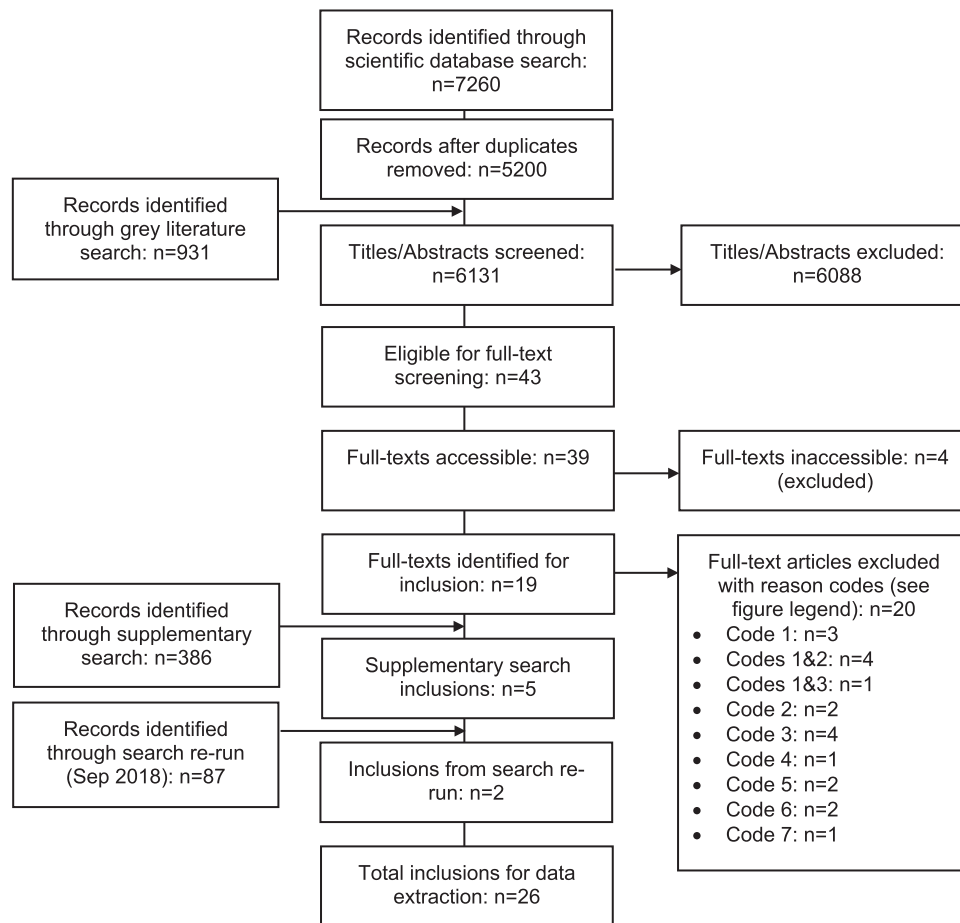 Records identified through
scientific database search:
n=7260
Records after duplicates
removed: n=5200
Records identified
through grey literature
search: n=931
Titles/Abstracts screened:
n=6131
Titles/Abstracts excluded:
n=6088
Eligible for full-text
screening: n=43
Full-texts accessible: n=39
Full-texts inaccessible: n=4
(excluded)
Full-texts identified for
inclusion: n=19
Full-text articles excluded
with reason codes (see
figure legend): n=20
• Code 1: n=3
• Codes 1&2: n=4
• Codes 1&3: n=1
• Code 2: n=2
• Code 3: n=4
• Code 4: n=1
• Code 5: n=2
• Code 6: n=2
• Code 7: n=1
Records identified
through supplementary
search: n=386
Supplementary search
inclusions: n=5
Records identified
through search re-run
(Sep 2018): n=87
Inclusions from search re-
run: n=2
Total inclusions for data
extraction: n=26